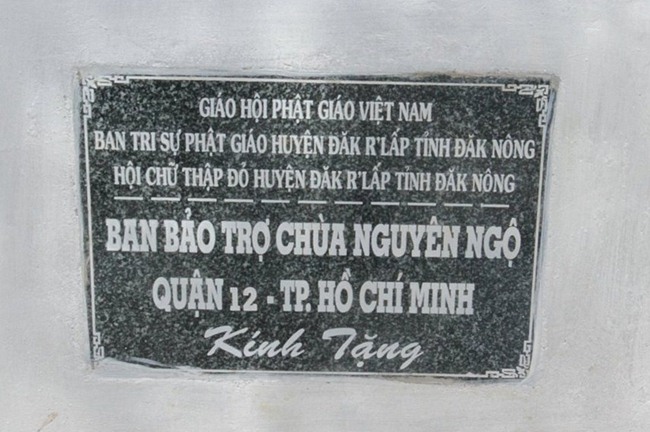 GIÁO HỘI PHẬT GIÁO VIỆT NAM
BAN TRI SỰ PHẬT GIÁO HUYỆN ĐĂK R'LẤP TỈNH ĐĂK NÔNG
HỘI CHỮ THẬP ĐỎ HUYỆN ĐĂK R'LẤP TỈNH ĐĂK NÔNG
BAN BẢO TRỢ CHÙA NGUYÊN NGỘ
QUẬN 12 - TP. HỒ CHÍ MINH
Kính Tặng